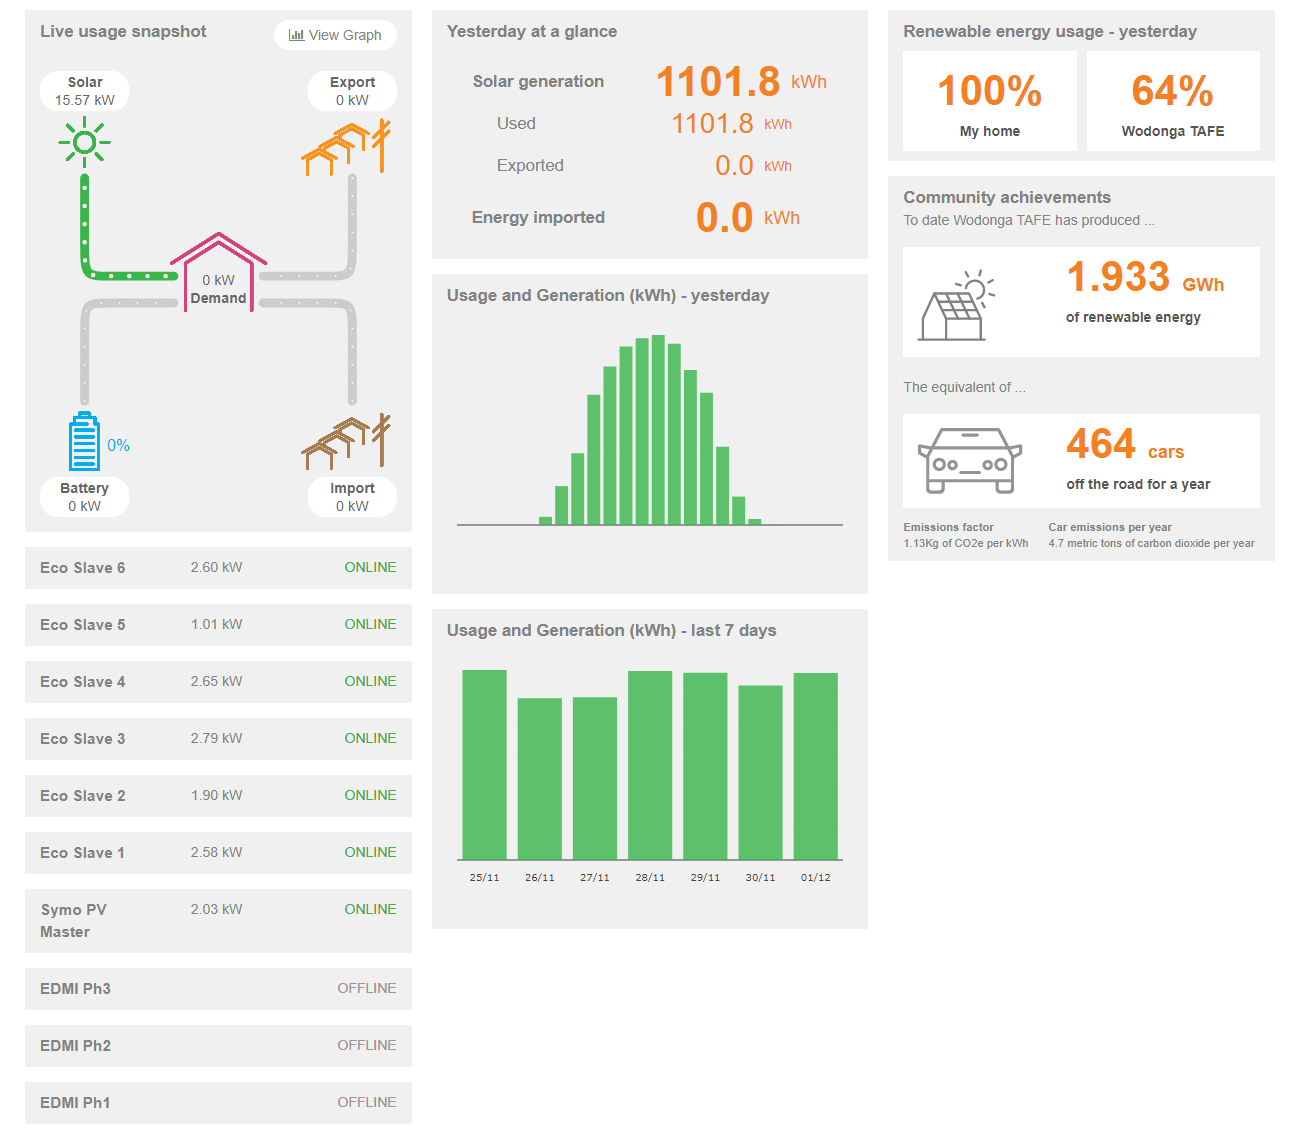 Live usage snapshot
View Graph
Solar
15.57 kW
Export
0 kW
0 kW
Demand
0%
Battery
0 kW
Import
0 kW
Eco Slave 6 2.60 kW ONLINE
Eco Slave 5 1.01 kW ONLINE
Eco Slave 4 2.65 kW ONLINE
Eco Slave 3 2.79 kW ONLINE
Eco Slave 2 1.90 kW ONLINE
Eco Slave 1 2.58 kW ONLINE
Symo PV 2.03 kW ONLINE
Master
EDMI Ph3 OFFLINE
EDMI Ph2 OFFLINE
EDMI Ph1 OFFLINE
Yesterday at a glance
Solar generation 1101.8 kWh
Used 1101.8 kWh
Exported 0.0 kWh
Energy imported 0.0 kWh
Usage and Generation (kWh) - yesterday
Usage and Generation (kWh) - last 7 days
25/11 26/11 27/11 28/11 29/11 30/11 01/12
Renewable energy usage - yesterday
100%
My home
64%
Wodonga TAFE
Community achievements
To date Wodonga TAFE has produced ...
1.933 GWh
of renewable energy
The equivalent of ...
464 cars
off the road for a year
Emissions factor
1.13Kg of CO2e per kWh
Car emissions per year
4.7 metric tons of carbon dioxide per year